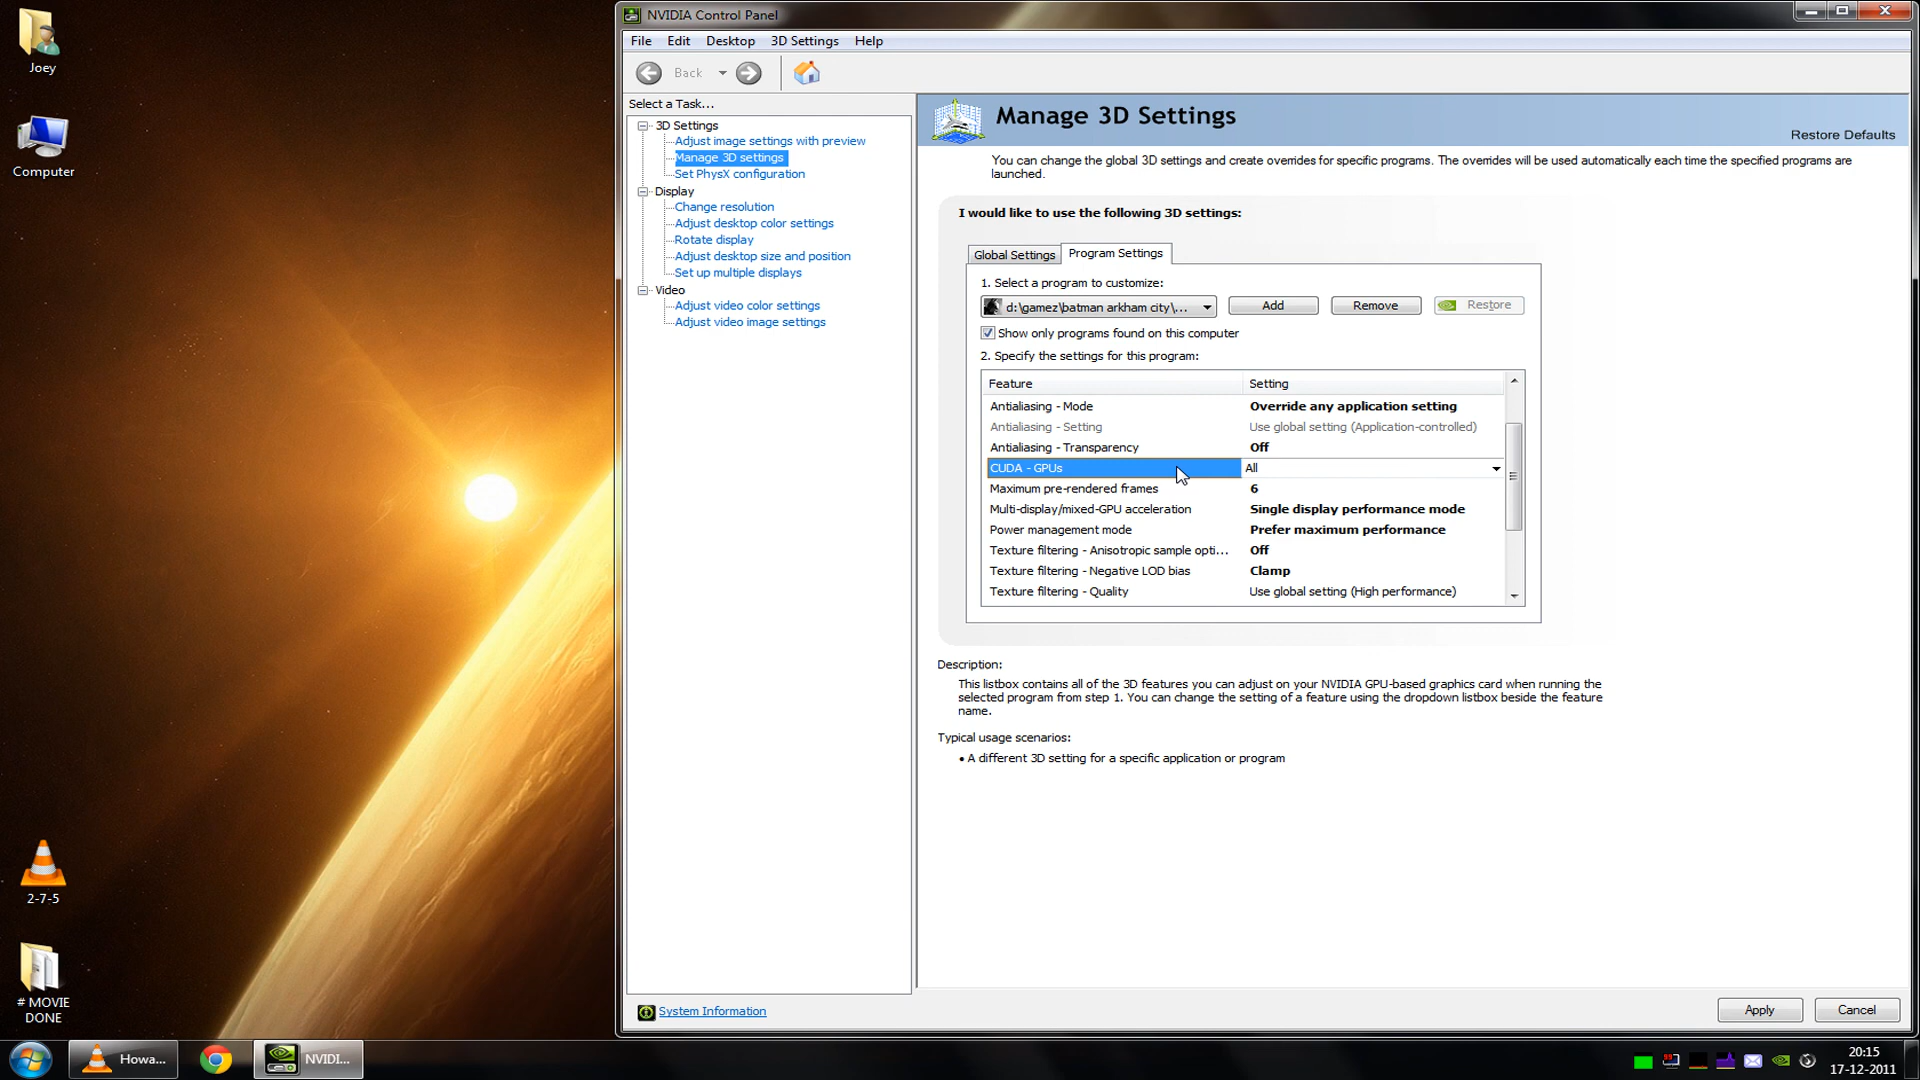 Joey
Computer
2-7-5
# MOVIE
DONE
NVIDIA Control Panel
File Edit Desktop 3D Settings Help
Back
Select a Task...
3D Settings
Adjust image settings with preview
Manage 3D settings
Set PhysX configuration
Display
Change resolution
Adjust desktop color settings
Rotate display
Adjust desktop size and position
Set up multiple displays
Video
Adjust video color settings
Adjust video image settings
System Information
Manage 3D Settings
Restore Defaults
You can change the global 3D settings and create overrides for specific programs. The overrides will be used automatically each time the specified programs are
launched.
I would like to use the following 3D settings:
Global Settings Program Settings
1. Select a program to customize:
d:\gamez\batman arkham city\... Add Remove Restore
Show only programs found on this computer
2. Specify the settings for this program:
Feature Setting
Antialiasing - Mode Override any application setting
Antialiasing - Setting Use global setting (Application-controlled)
Antialiasing - Transparency Off
CUDA - GPUs All
Maximum pre-rendered frames 6
Multi-display/mixed-GPU acceleration Single display performance mode
Power management mode Prefer maximum performance
Texture filtering - Anisotropic sample opti... Off
Texture filtering - Negative LOD bias Clamp
Texture filtering - Quality Use global setting (High performance)
Description:
This listbox contains all of the 3D features you can adjust on your NVIDIA GPU-based graphics card when running the
selected program from step 1. You can change the setting of a feature using the dropdown listbox beside the feature
name.
Typical usage scenarios:
• A different 3D setting for a specific application or program
Apply Cancel
Howa... NVIDI...
20:15
17-12-2011